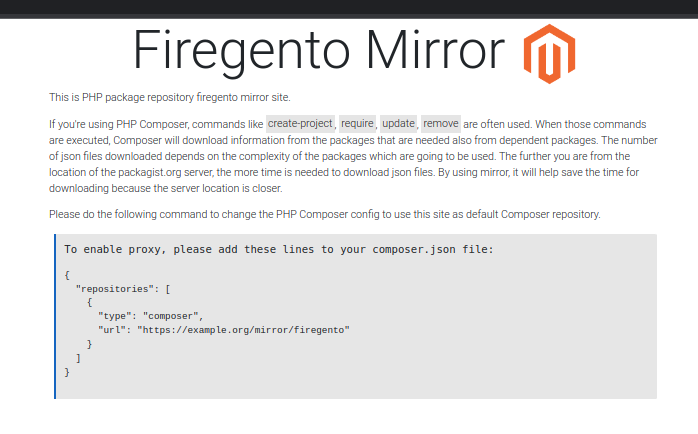 Firegento Mirror
This is PHP package repository firegento mirror site.
If you're using PHP Composer, commands like create-project, require, update, remove are often used. When those commands
are executed, Composer will download information from the packages that are needed also from dependent packages. The number
of json files downloaded depends on the complexity of the packages which are going to be used. The further you are from the
location of the packagist.org server, the more time is needed to download json files. By using mirror, it will help save the time for
downloading because the server location is closer.
Please do the following command to change the PHP Composer config to use this site as default Composer repository.
To enable proxy, please add these lines to your composer.json file:
{
  "repositories": [
    {
      "type": "composer",
      "url": "https://example.org/mirror/firegento"
    }
  ]
}